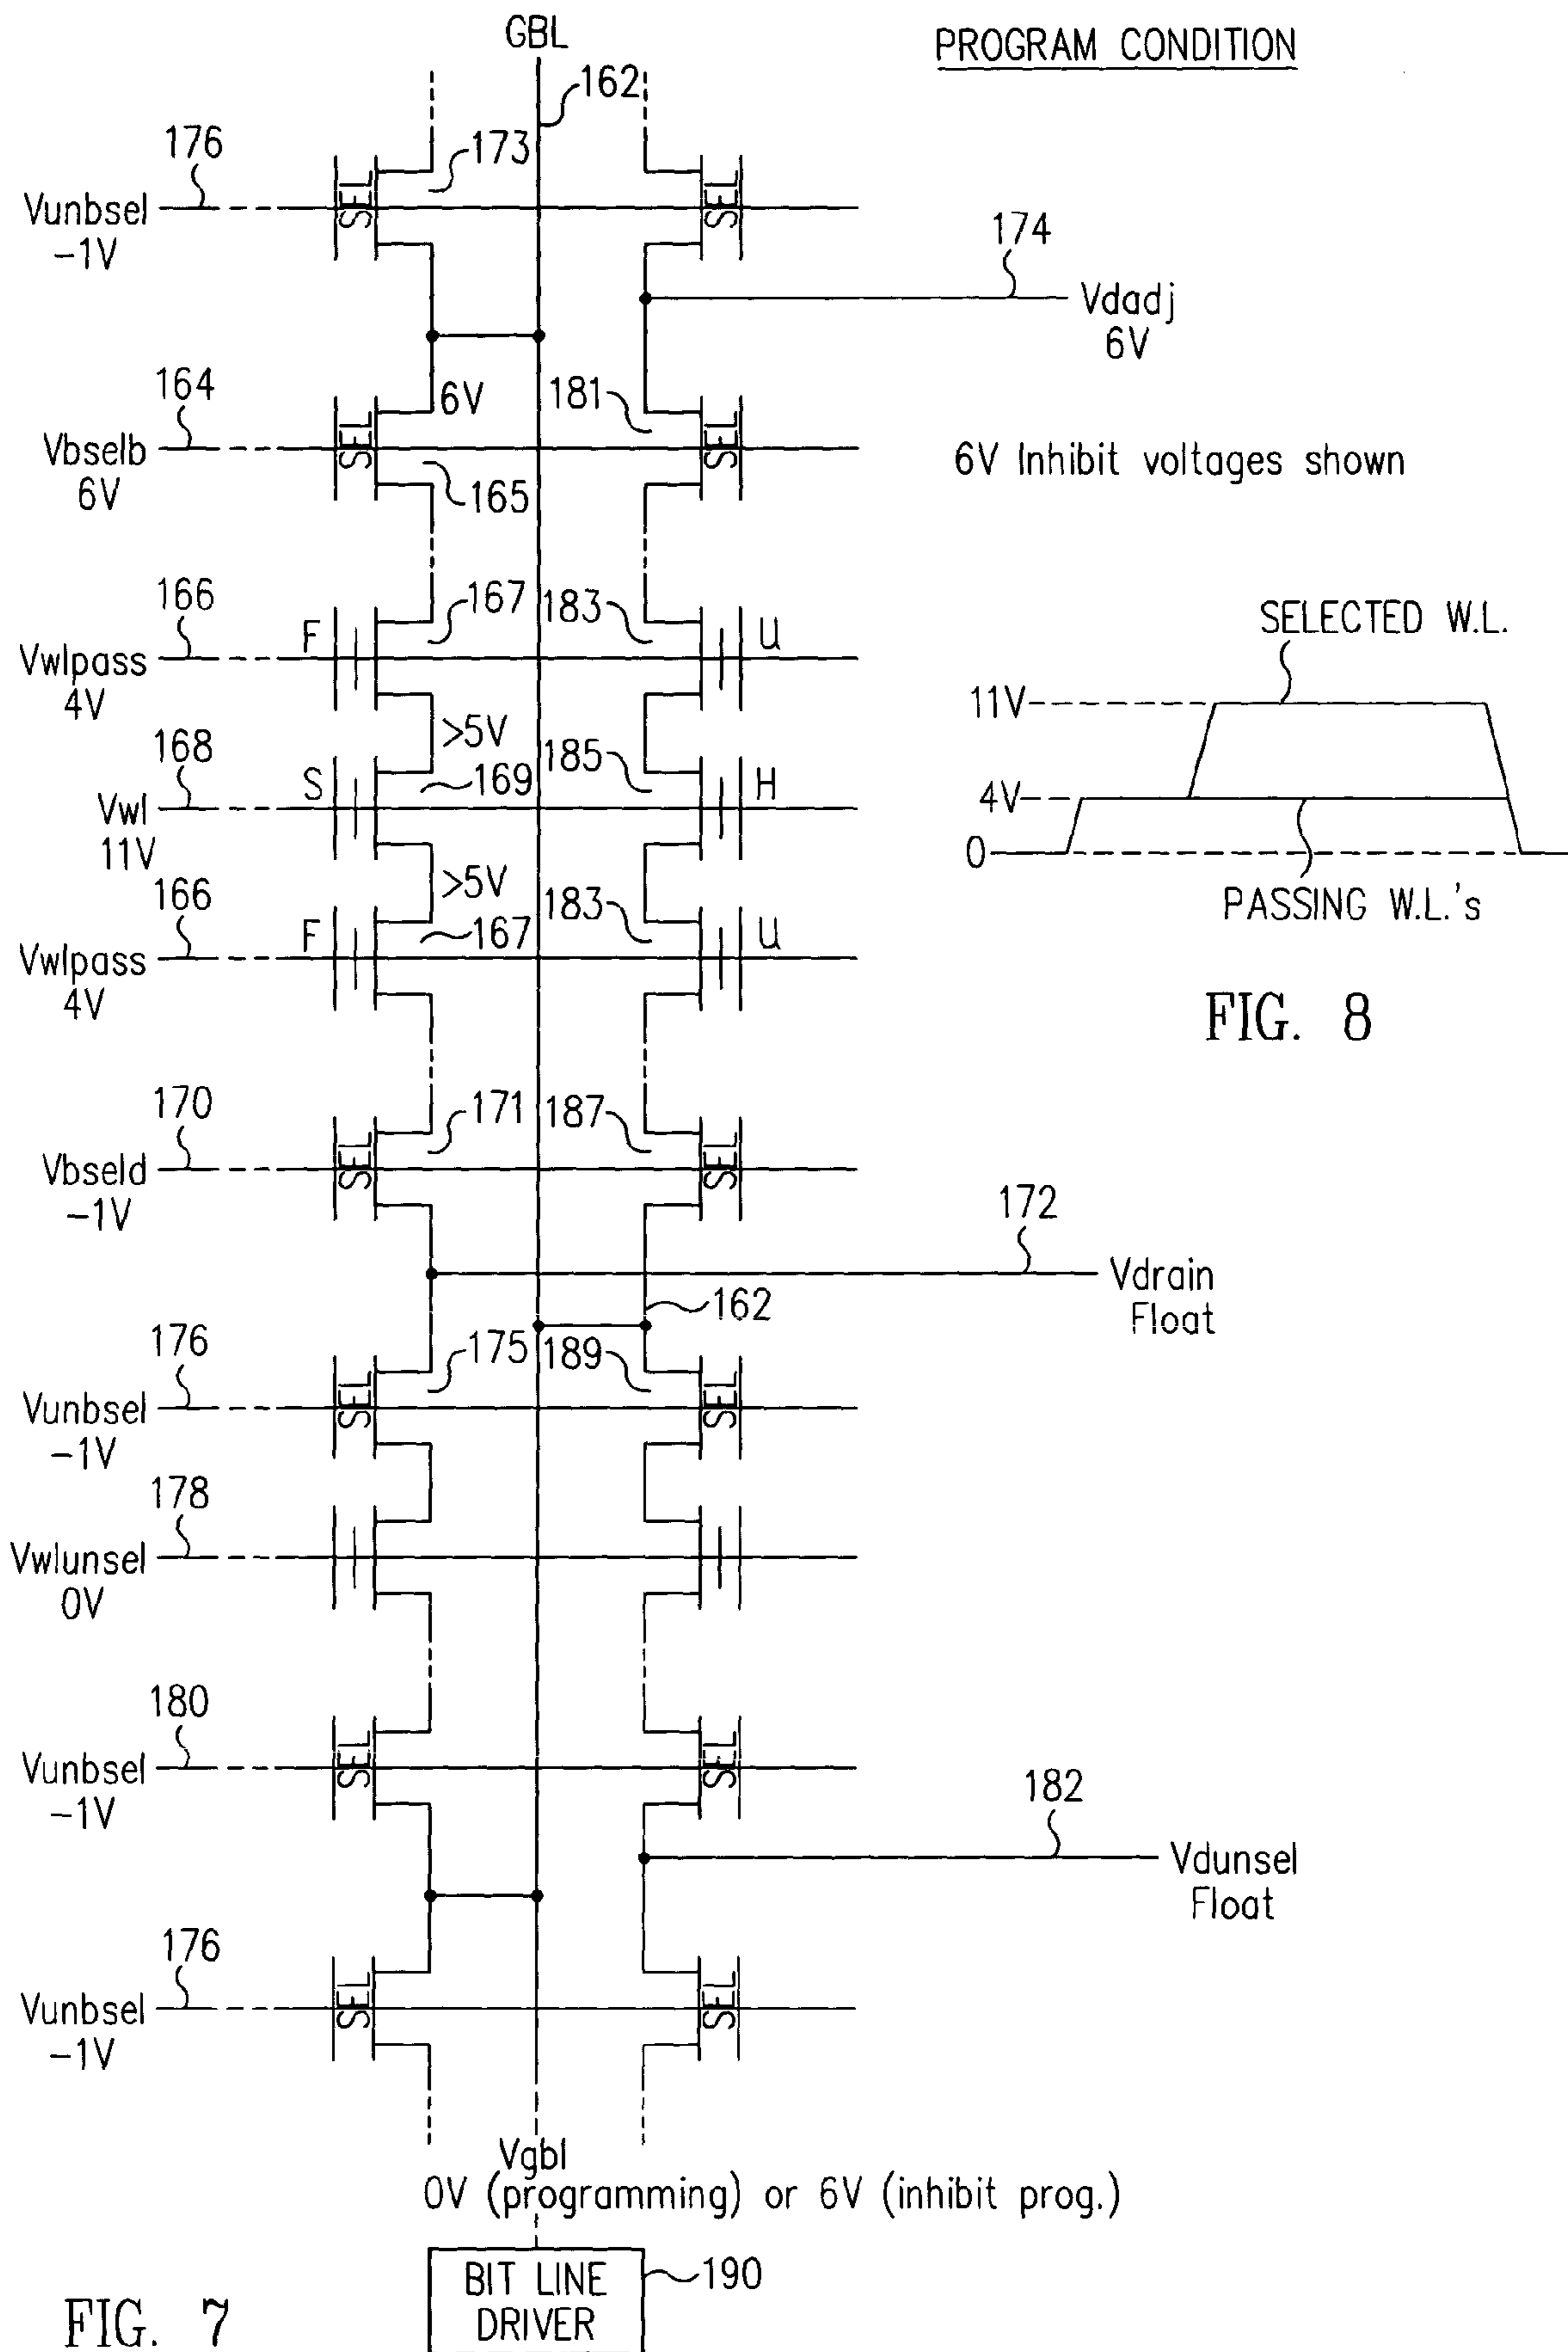 GBL
PROGRAM CONDITION
162
176
173
Vunbsel
-1V
SEL
SEL
174
Vdadj
6V
164
6V
181
Vbselb
6V
SEL
SEL
165
6V Inhibit voltages shown
166
167
183
F
U
Vwlpass
4V
>5V
168
185
S
169
H
Vwl
11V
>5V
166
183
F
167
U
Vwlpass
4V
SELECTED W.L.
11V
4V
0
PASSING W.L.'s
FIG. 8
170
171
187
Vbseld
-1V
SEL
SEL
172
Vdrain
Float
162
176
175
189
Vunbsel
-1V
SEL
SEL
178
Vwlunsel
0V
180
Vunbsel
-1V
SEL
SEL
182
Vdunsel
Float
176
Vunbsel
-1V
SEL
SEL
Vgbl
0V (programming) or 6V (inhibit prog.)
BIT LINE
DRIVER
190
FIG. 7